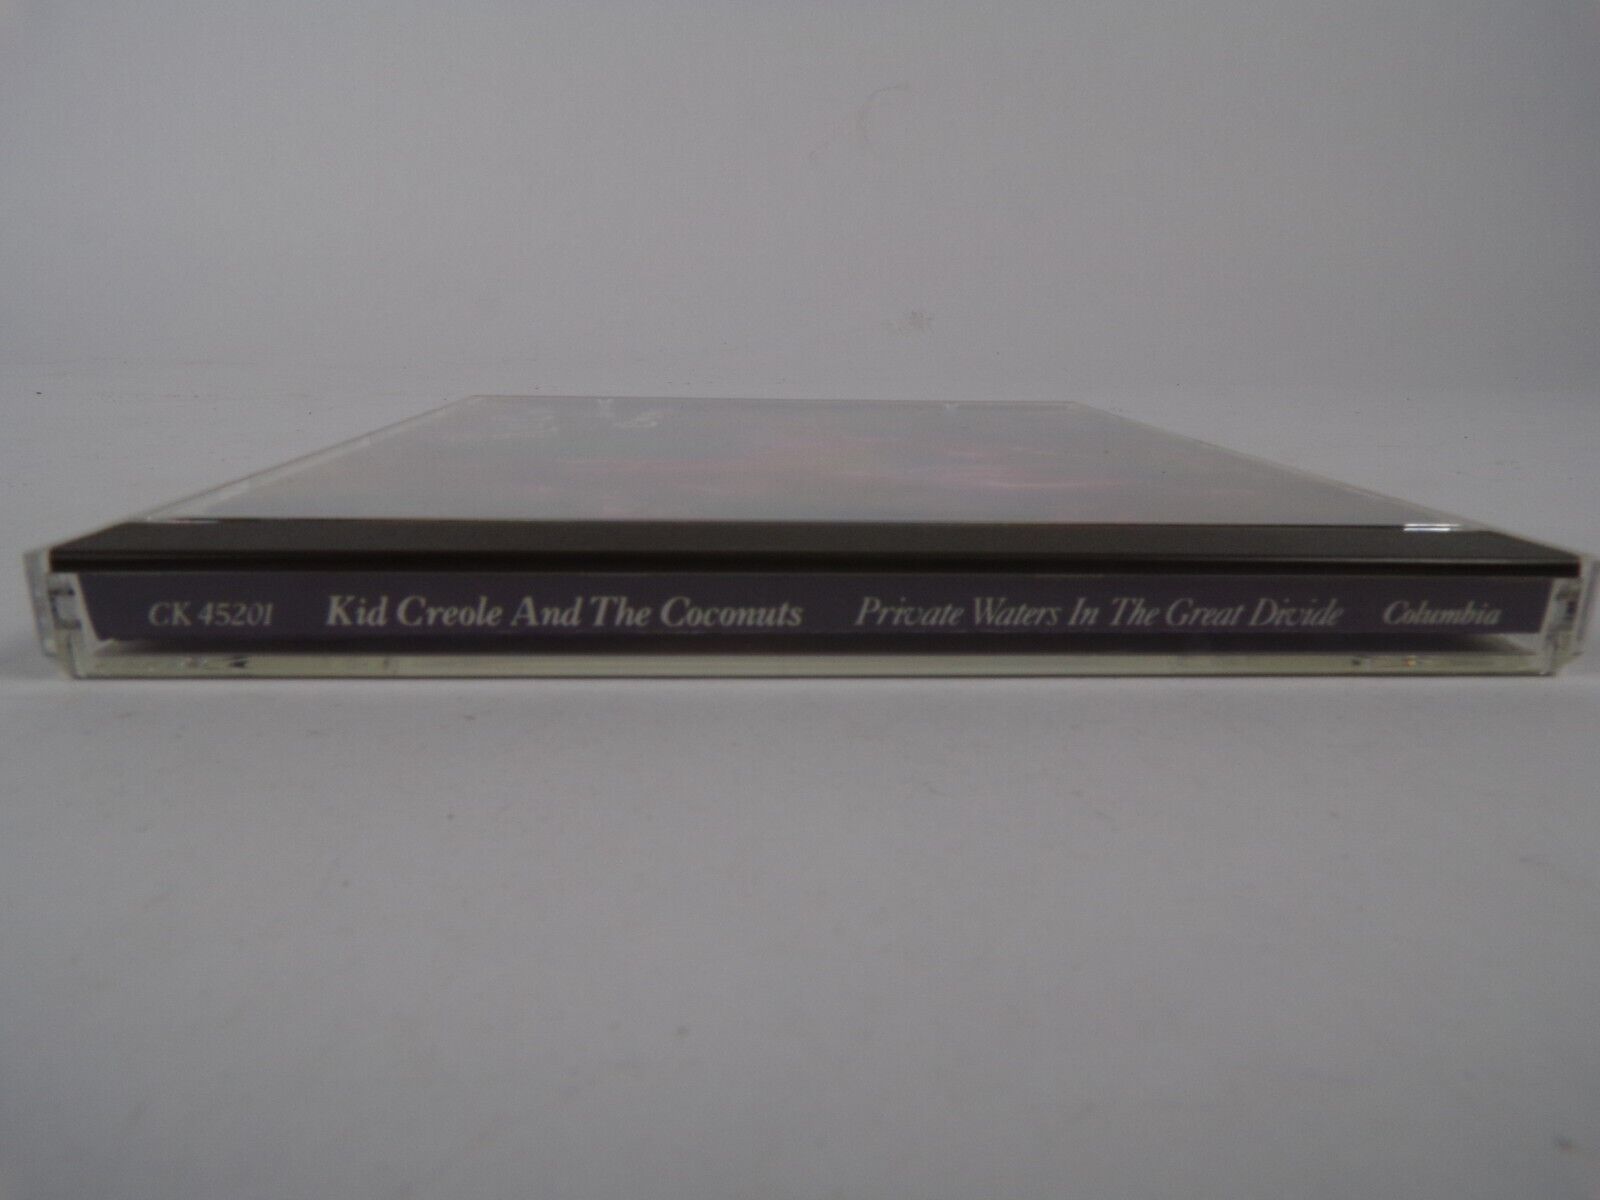 CK 45201 Kid Creole And The Coconuts Private Waters In The Great Divide Columbia